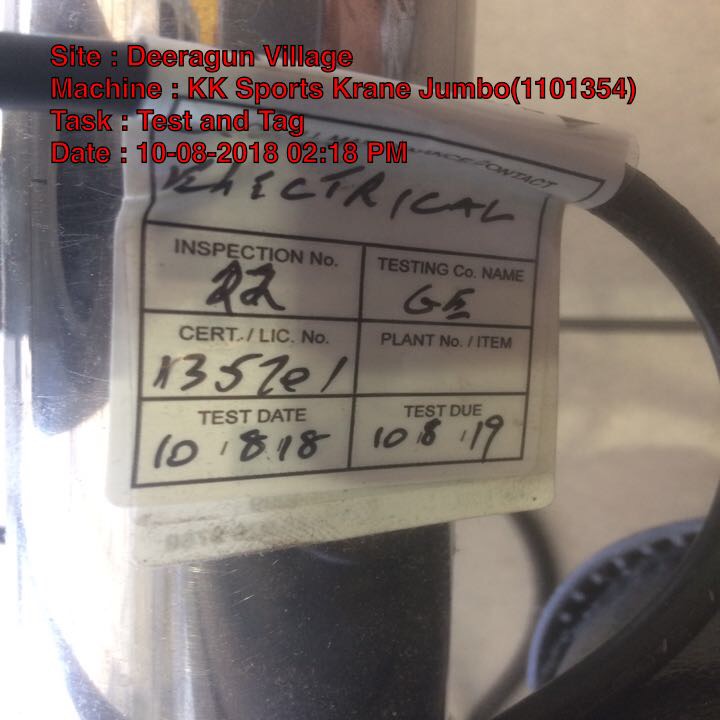 Site : Deeragun Village
Machine : KK Sports Krane Jumbo(1101354)
Task : Test and Tag
Date : 10-08-2018 02:18 PM
CONTACT
ELECTRICAL
INSPECTION No.
22
TESTING Co. NAME
GE
CERT. / LIC. No.
PLANT No. / ITEM
TEST DATE
10 8 18
TEST DUE
10 8 19